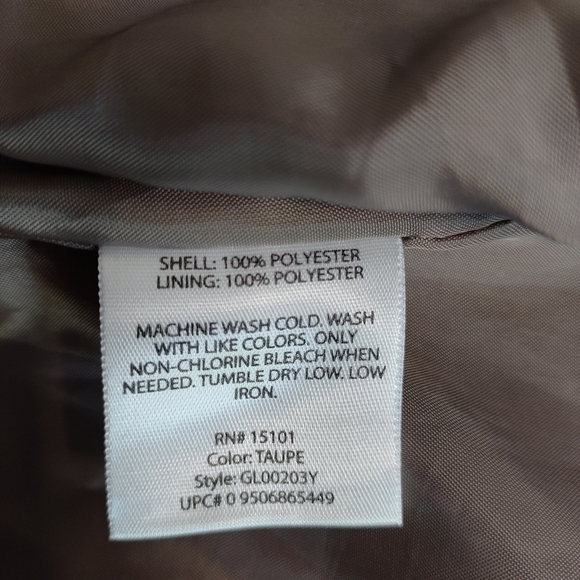 SHELL: 100% POLYESTER
LINING: 100% POLYESTER
MACHINE WASH COLD. WASH
WITH LIKE COLORS. ONLY
NON-CHLORINE BLEACH WHEN
NEEDED. TUMBLE DRY LOW. LOW
IRON.
RN# 15101
Color: TAUPE
Style: GL00203Y
UPC# 0 9506865449